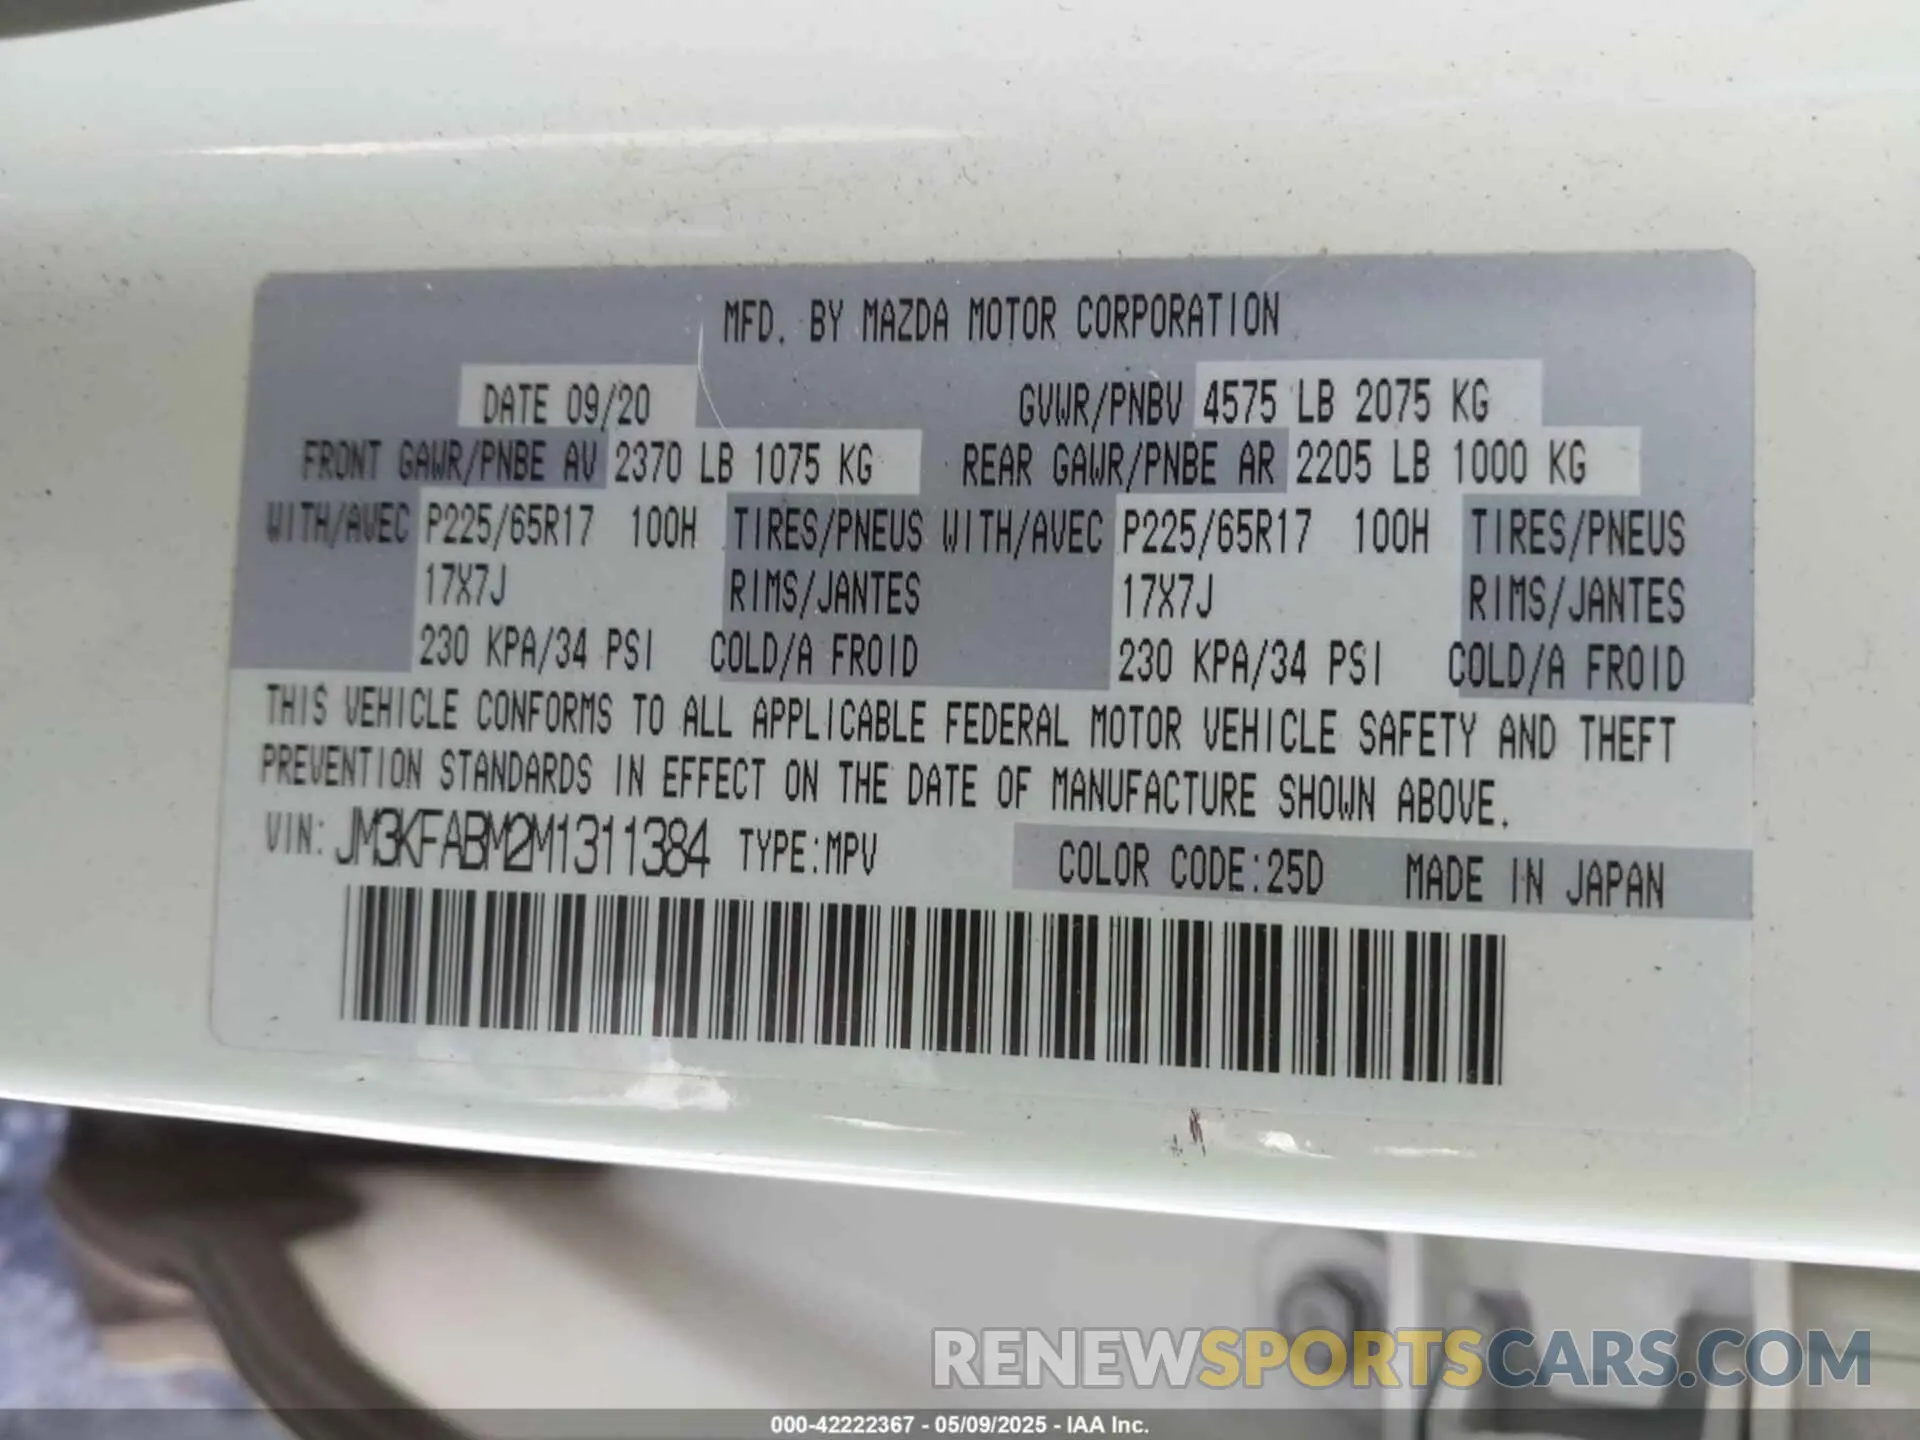 MFD. BY MAZDA MOTOR CORPORATION
DATE 09/20 GVWR/PNBV 4575 LB 2075 KG
FRONT GAWR/PNBE AV 2370 LB 1075 KG REAR GAWR/PNBE AR 2205 LB 1000 KG
WITH/AVEC P225/65R17 100H TIRES/PNEUS WITH/AVEC P225/65R17 100H TIRES/PNEUS
17X7J RIMS/JANTES 17X7J RIMS/JANTES
230 KPA/34 PSI COLD/A FROID 230 KPA/34 PSI COLD/A FROID
THIS VEHICLE CONFORMS TO ALL APPLICABLE FEDERAL MOTOR VEHICLE SAFETY AND THEFT
PREVENTION STANDARDS IN EFFECT ON THE DATE OF MANUFACTURE SHOWN ABOVE.
VIN: JM3KFABM2M1311384 TYPE:MPV COLOR CODE:25D MADE IN JAPAN
RENEWSPORTSCARS.COM
000-42222367 - 05/09/2025 - IAA Inc.